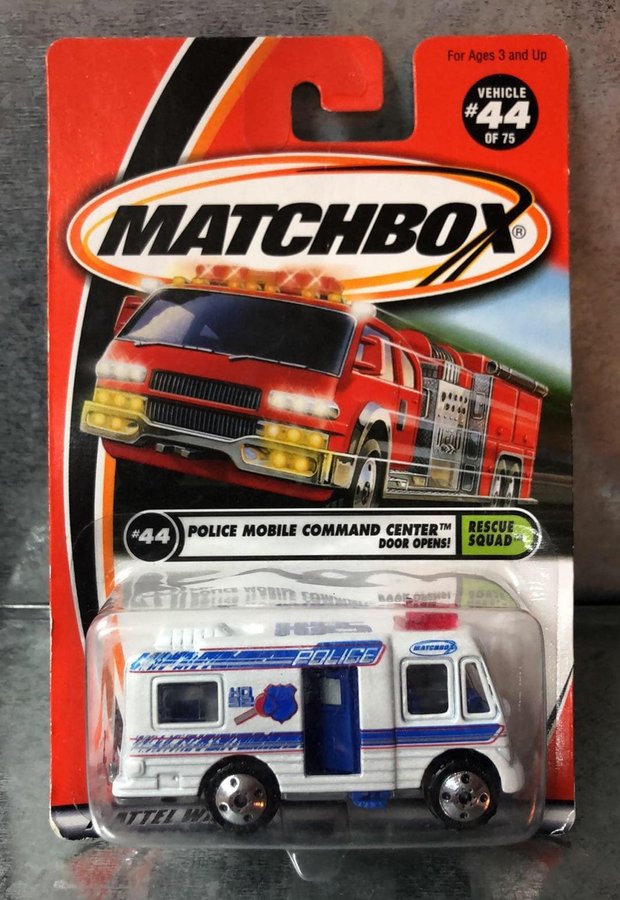 For Ages 3 and Up
VEHICLE
#44
OF 75
MATCHBOX®
#44
POLICE MOBILE COMMAND CENTER™
DOOR OPENS!
RESCUE
SQUAD™
POLICE
MATCHBOX